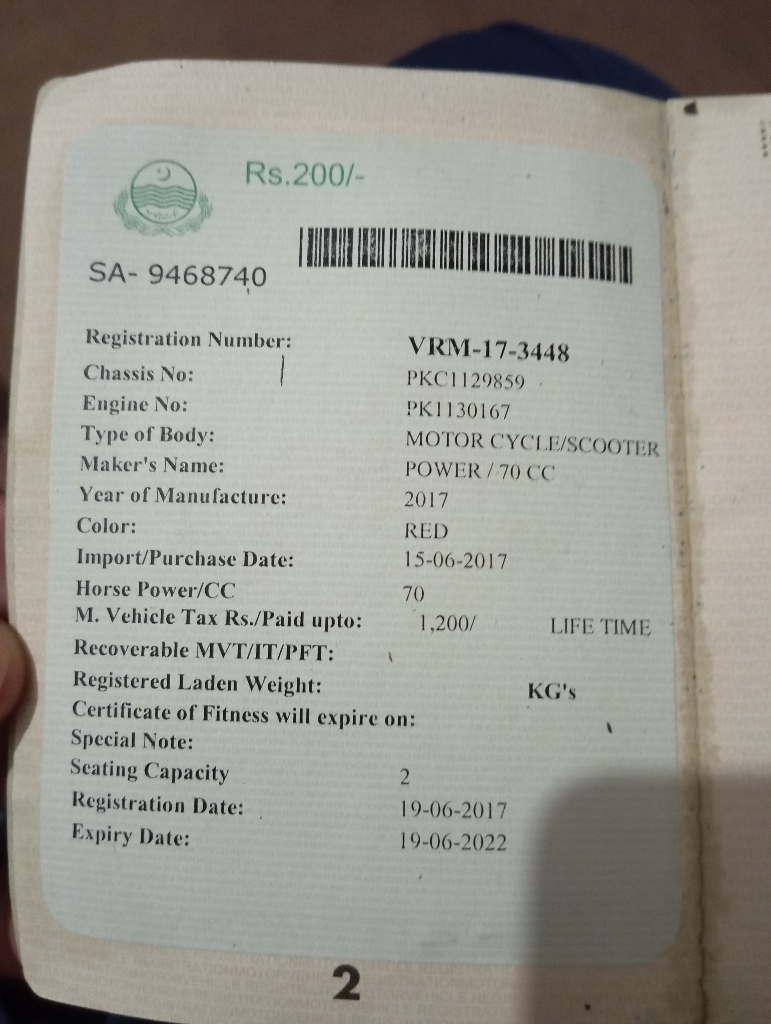 Rs.200/-
SA- 9468740
Registration Number: VRM-17-3448
Chassis No: PKC1129859
Engine No: PK1130167
Type of Body: MOTOR CYCLE/SCOOTER
Maker's Name: POWER / 70 CC
Year of Manufacture: 2017
Color: RED
Import/Purchase Date: 15-06-2017
Horse Power/CC 70
M. Vehicle Tax Rs./Paid upto: 1,200/ LIFE TIME
Recoverable MVT/IT/PFT:
Registered Laden Weight: KG's
Certificate of Fitness will expire on:
Special Note:
Seating Capacity 2
Registration Date: 19-06-2017
Expiry Date: 19-06-2022
2